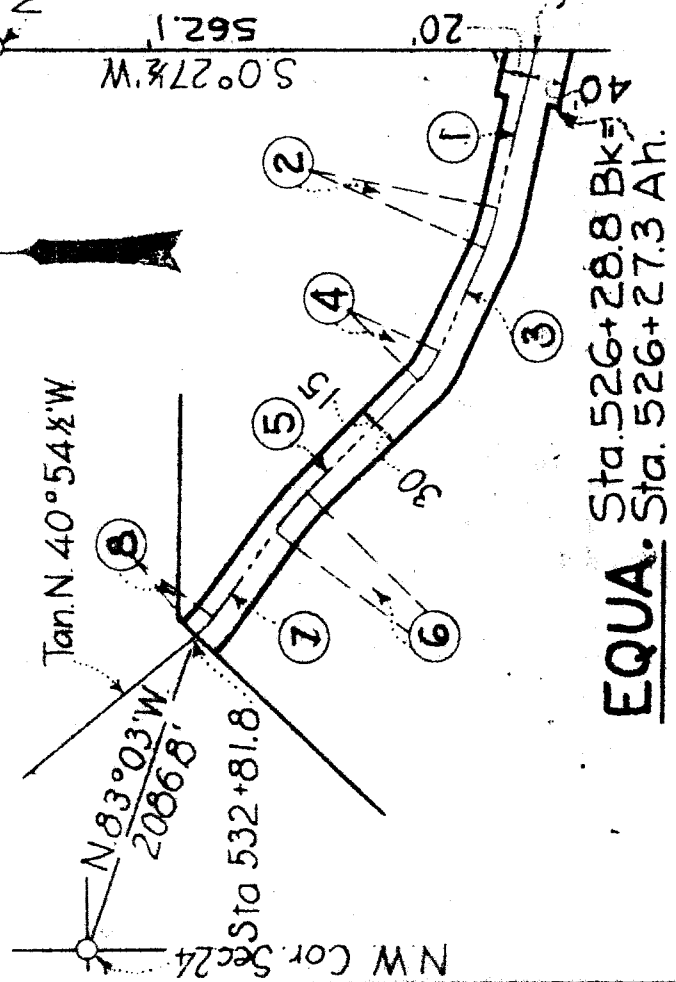 562.1'
S.0°27½'W.
20'
40'
1
2
3
4
5
15
30
6
7
8
Tan. N. 40°54½'W.
N.83°03'W
2086.8'
Sta 532+81.8
N.W. Cor. Sec 24
EQUA. Sta. 526+28.8 Bk=
Sta. 526+27.3 Ah.